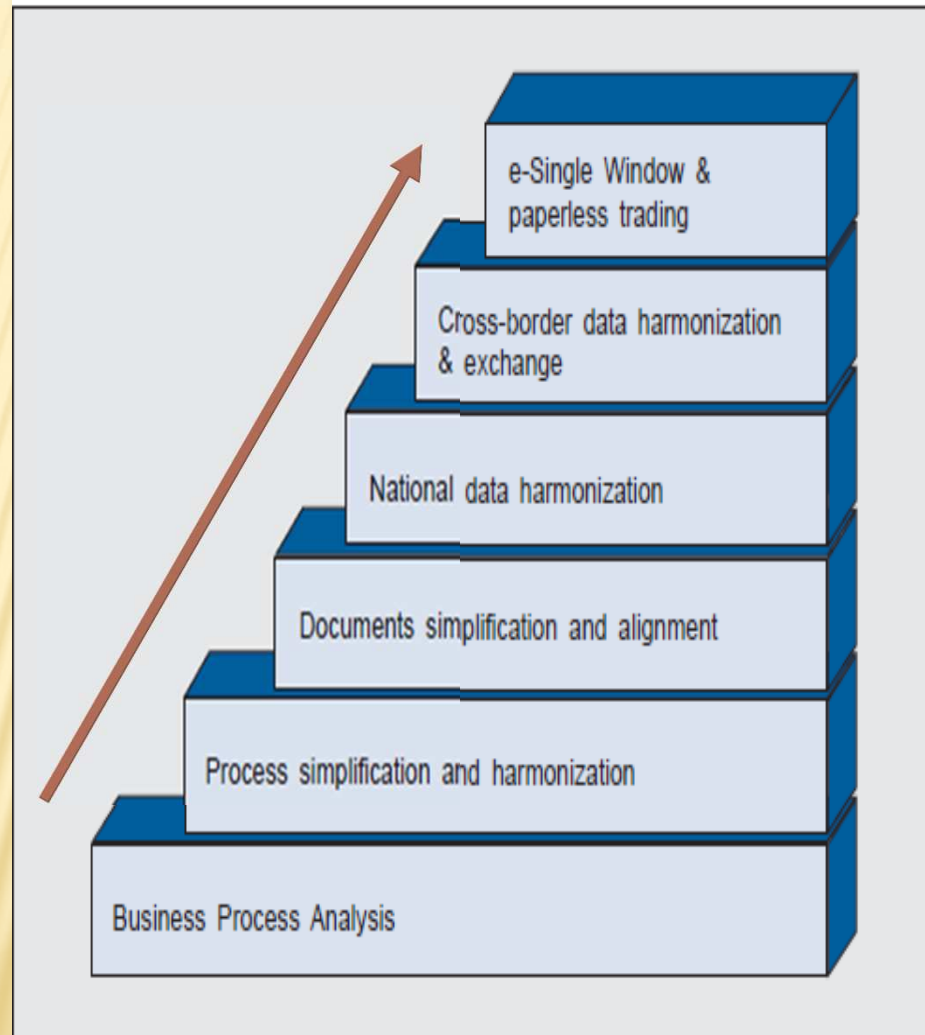 e-Single Window &
paperless trading
Cross-border data harmonization
& exchange
National data harmonization
Documents simplification and alignment
Process simplification and harmonization
Business Process Analysis